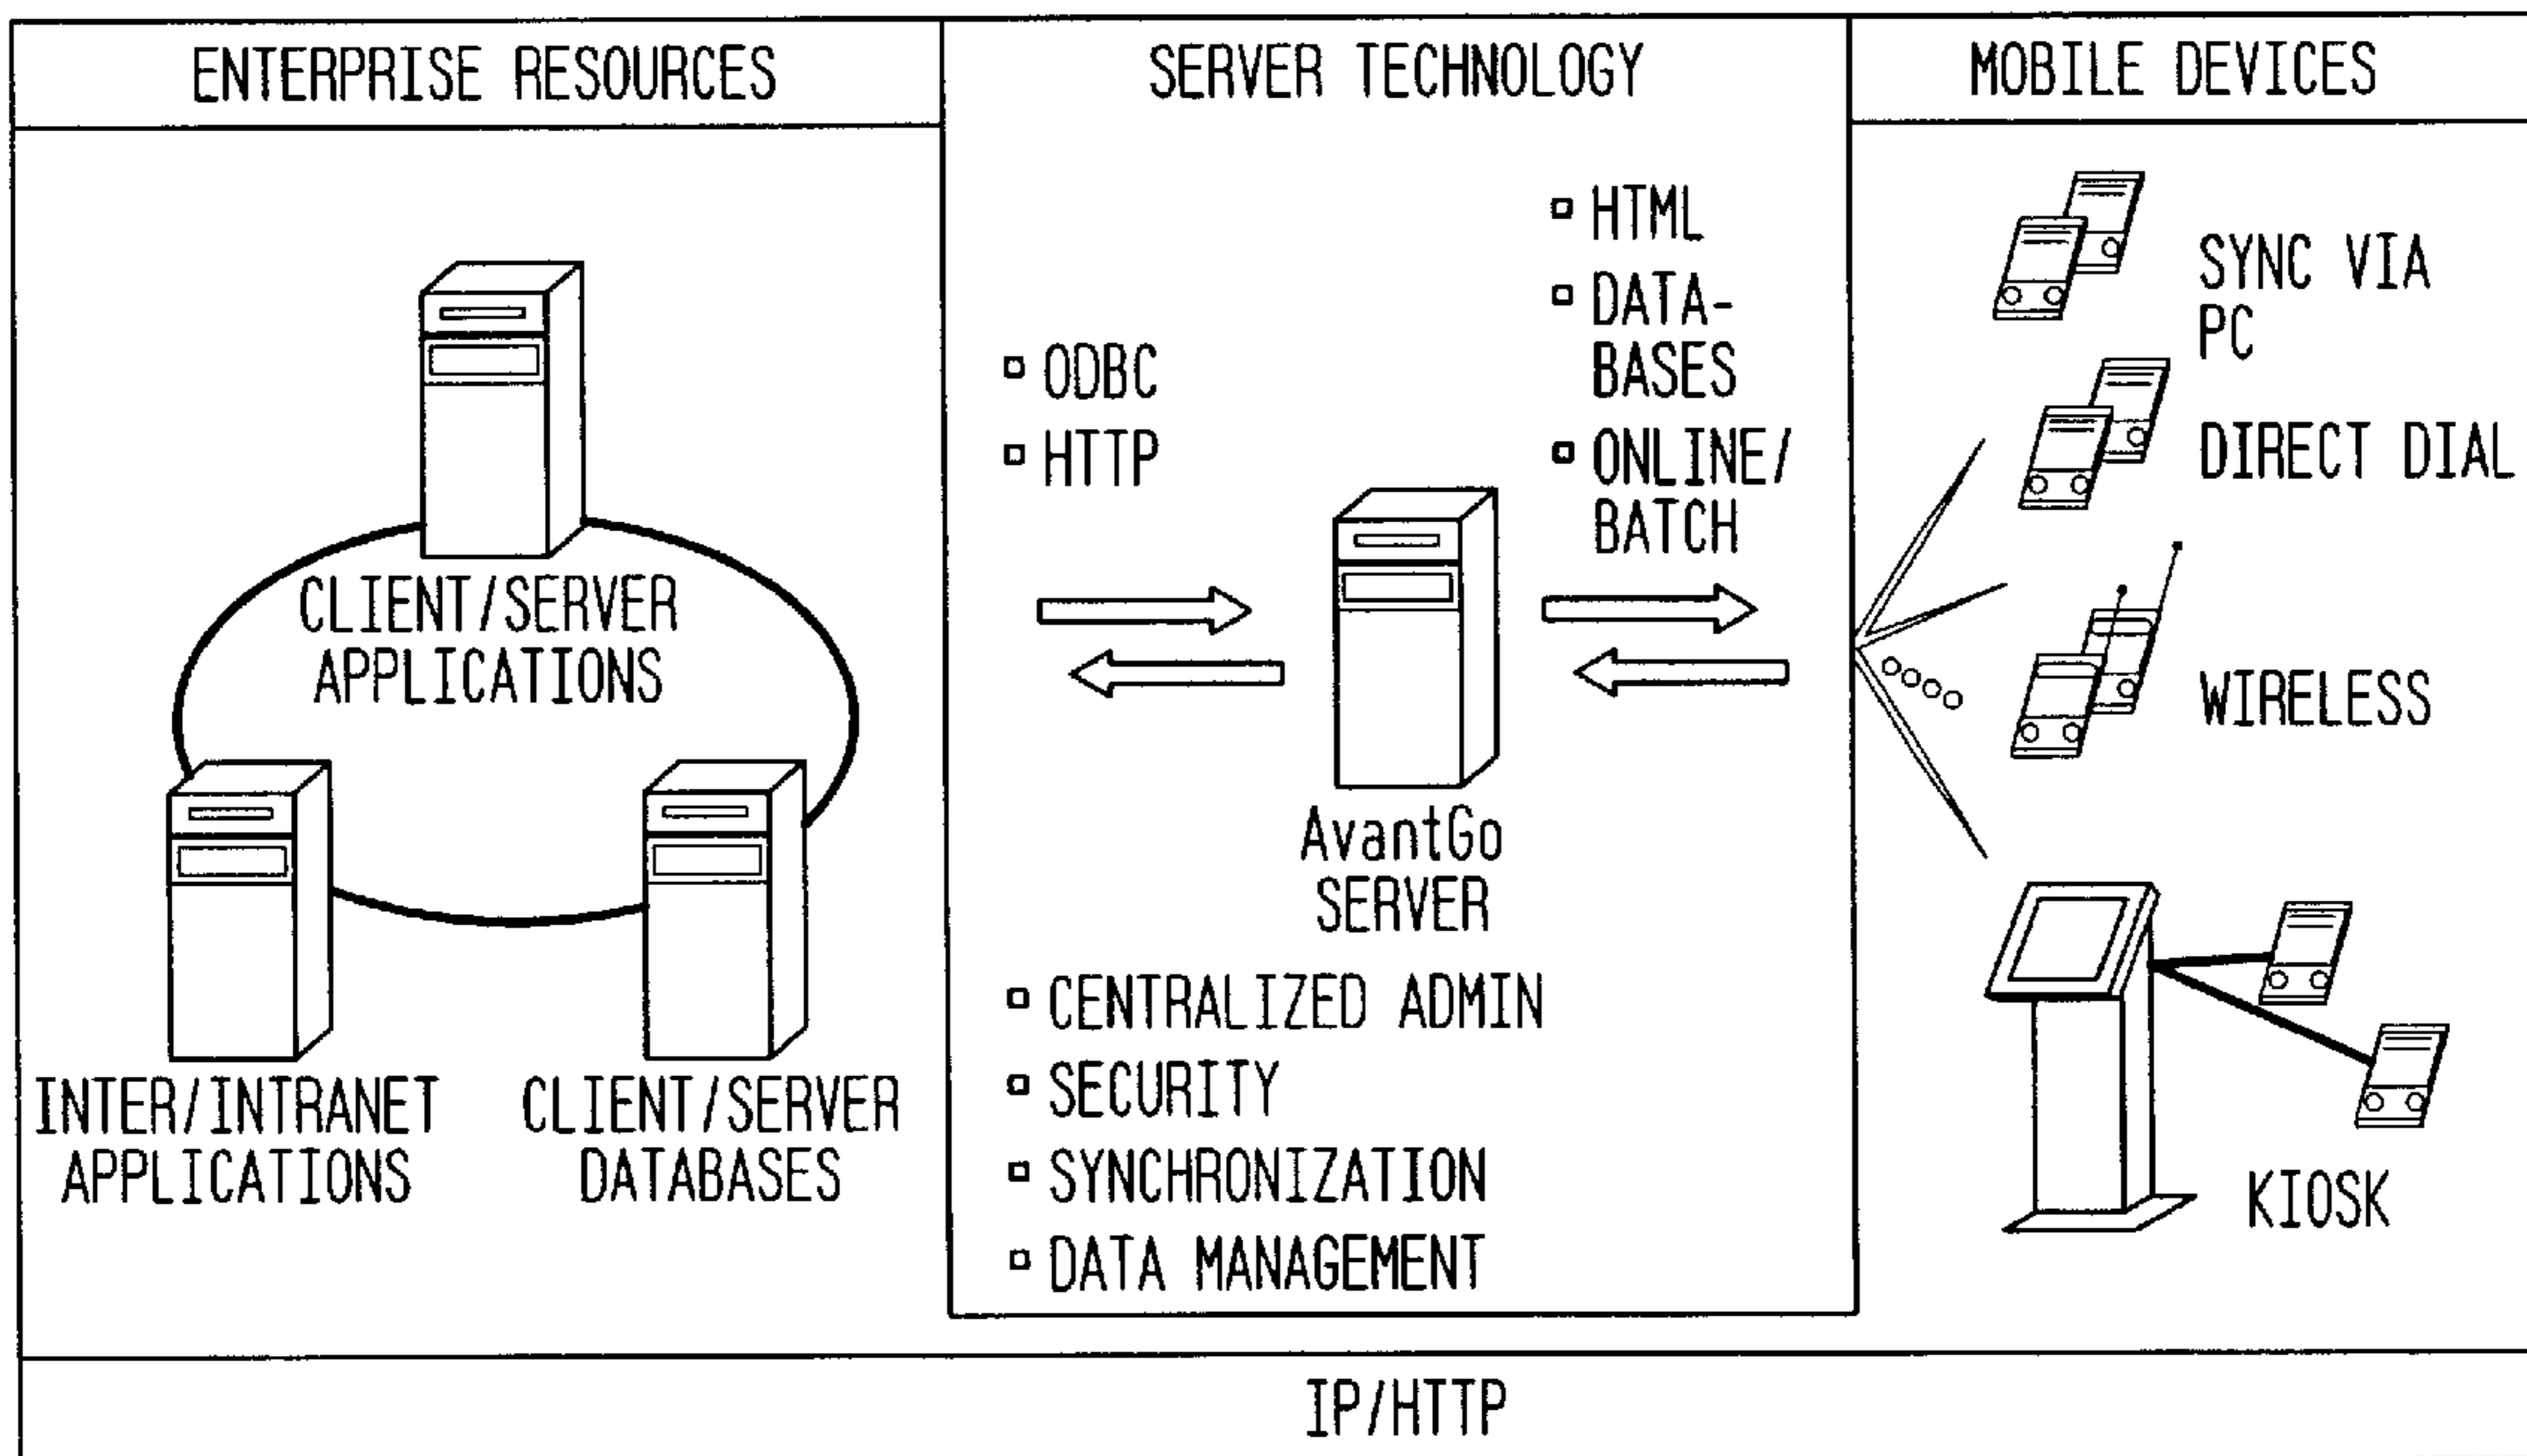 ENTERPRISE RESOURCES
CLIENT/SERVER
APPLICATIONS
INTER/INTRANET
APPLICATIONS
CLIENT/SERVER
DATABASES
SERVER TECHNOLOGY
ODBC
HTTP
HTML
DATA-
BASES
ONLINE/
BATCH
AvantGo
SERVER
CENTRALIZED ADMIN
SECURITY
SYNCHRONIZATION
DATA MANAGEMENT
MOBILE DEVICES
SYNC VIA
PC
DIRECT DIAL
WIRELESS
KIOSK
IP/HTTP